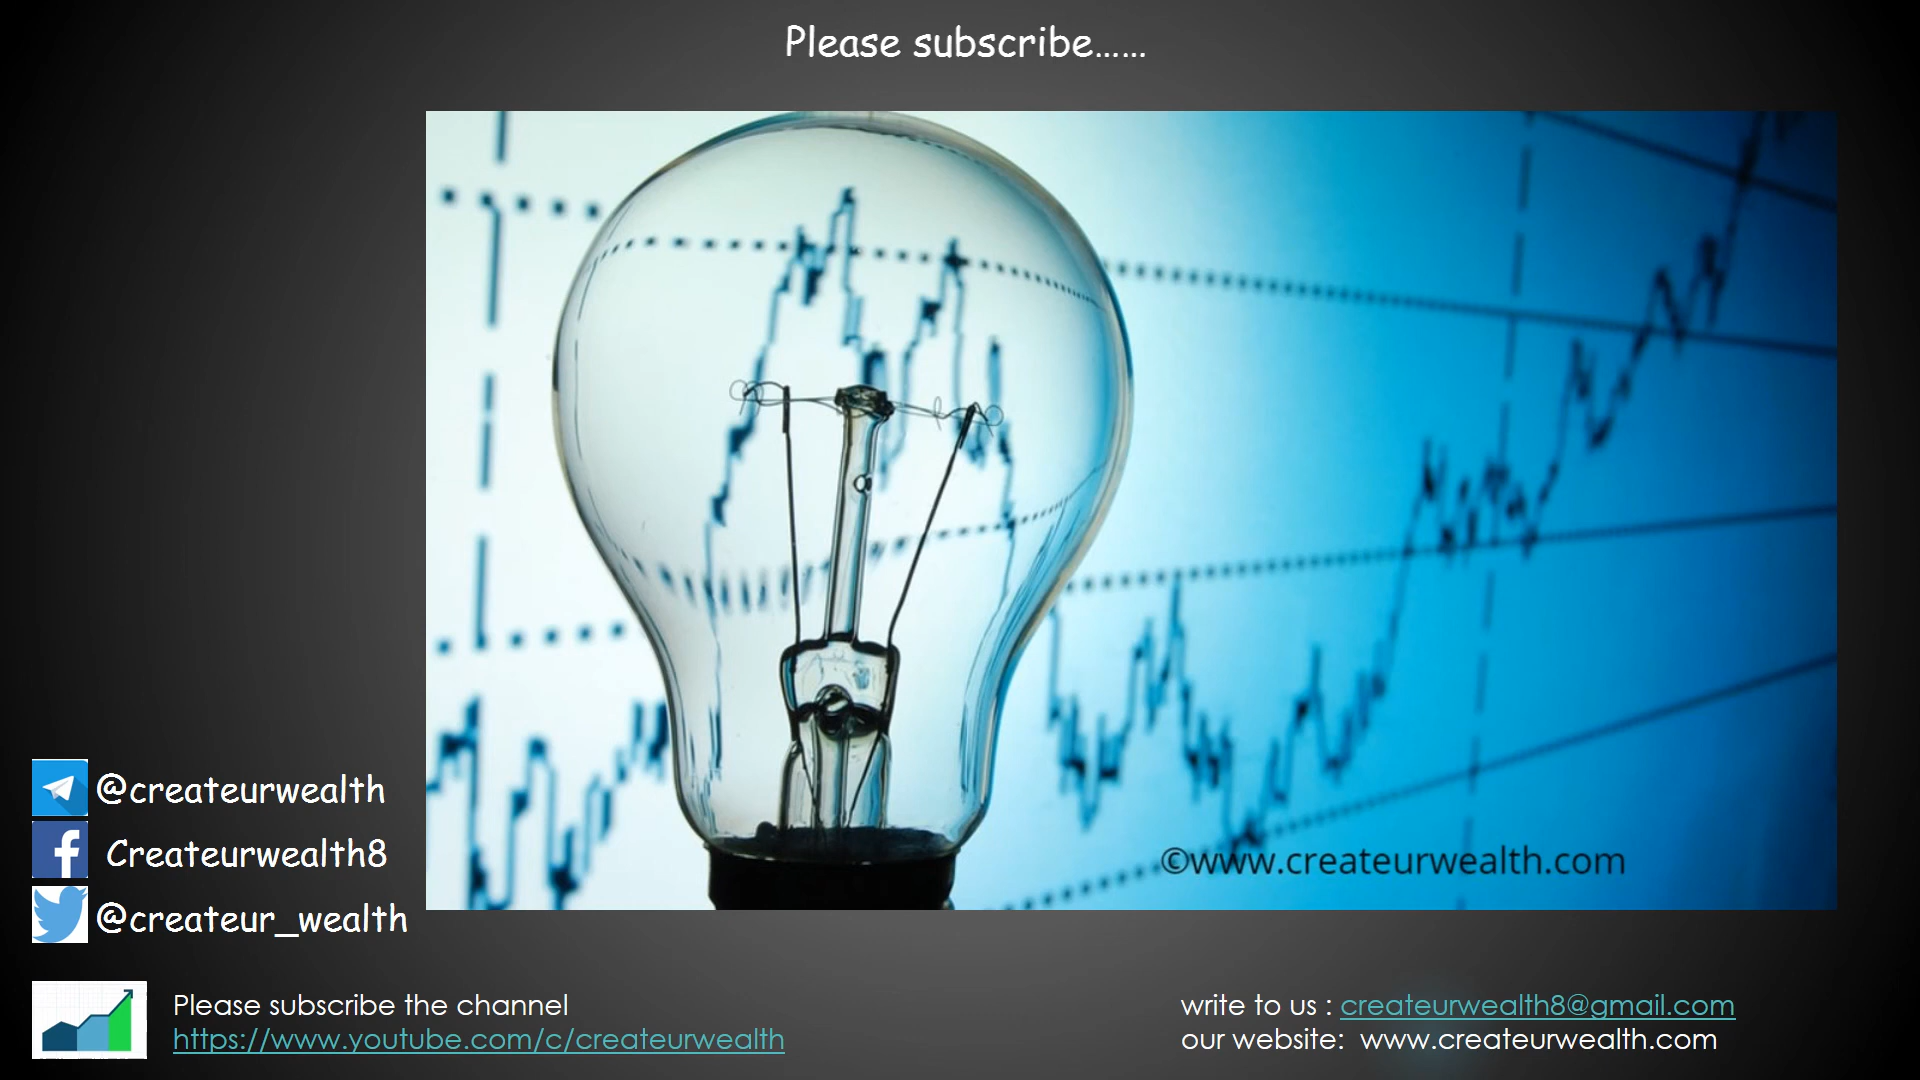 Please subscribe......
©www.createurwealth.com
@createurwealth
Createurwealth8
@createur_wealth
Please subscribe the channel
https://www.youtube.com/c/createurwealth
write to us : createurwealth8@gmail.com
our website:  www.createurwealth.com